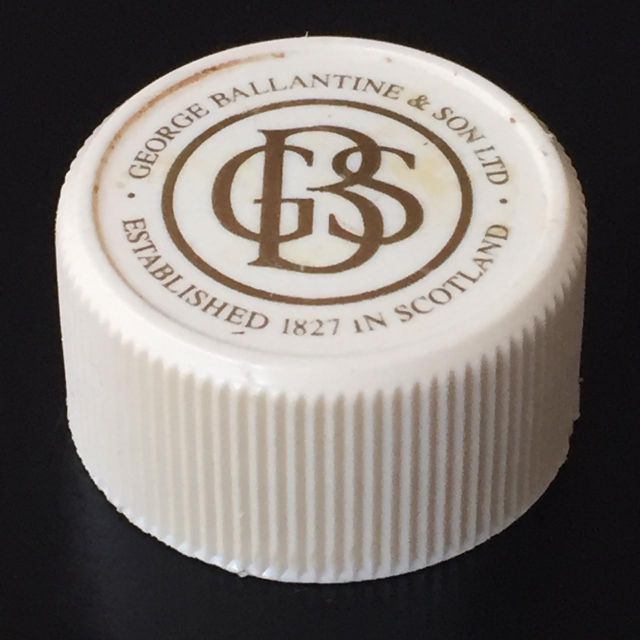 · GEORGE BALLANTINE & SON LTD ·
GBS
ESTABLISHED 1827 IN SCOTLAND